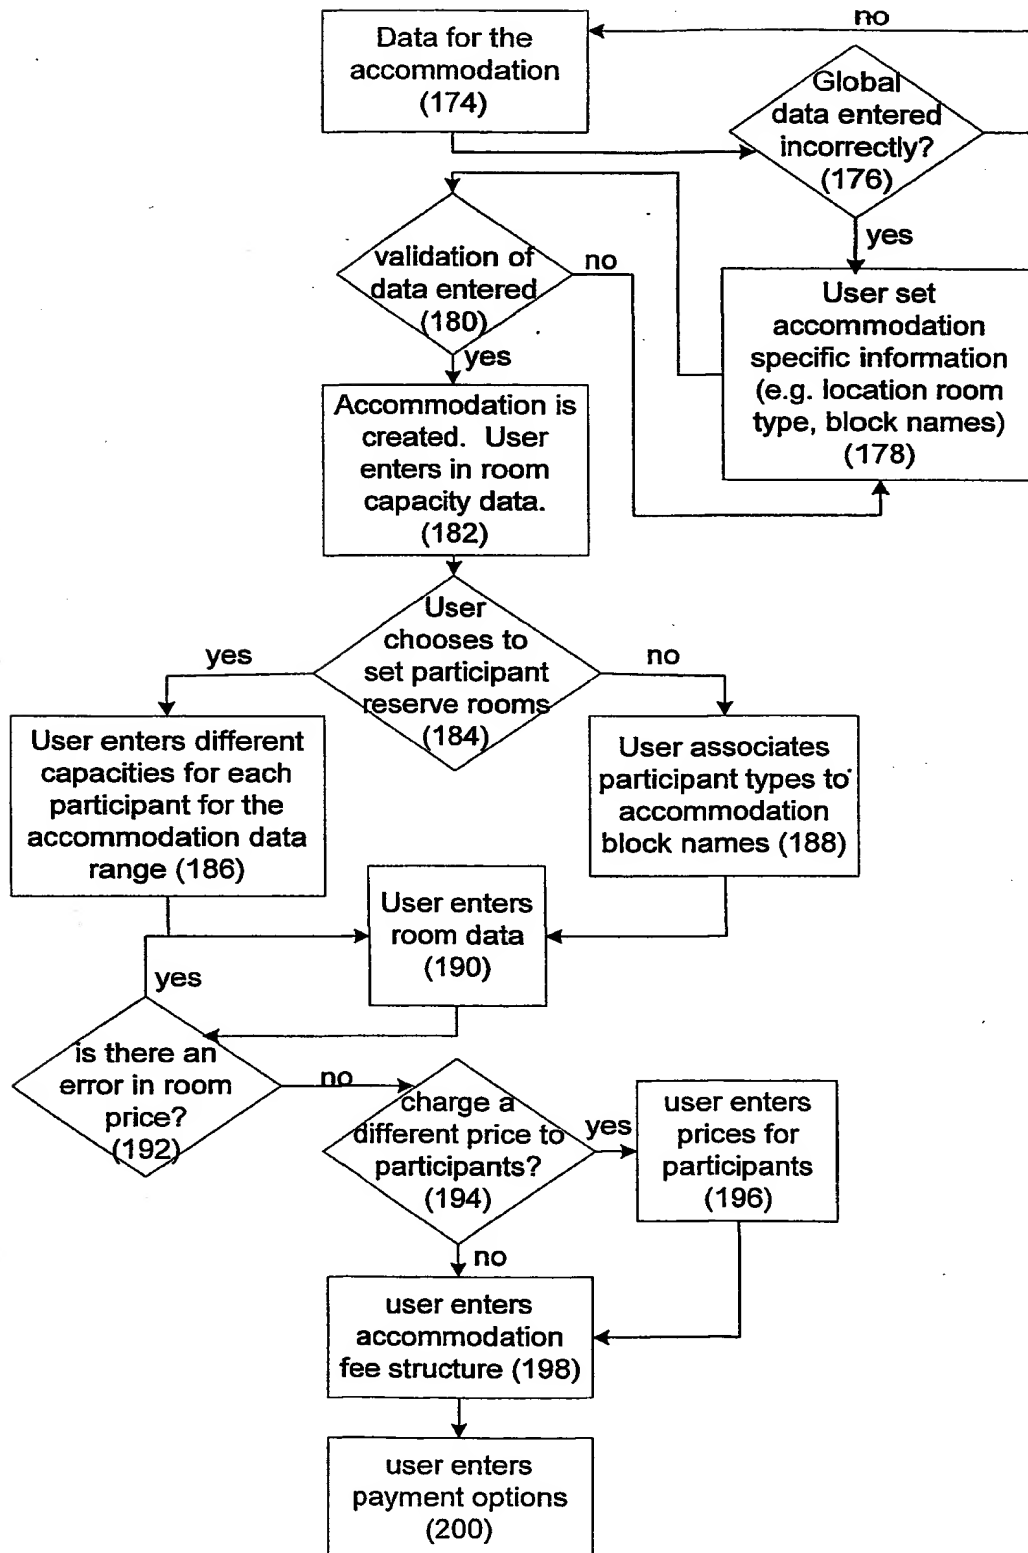 no
Data for the
accommodation
(174)
Global
data entered
incorrectly?
(176)
yes
validation of
data entered
(180)
no
yes
User set
accommodation
specific information
(e.g. location room
type, block names)
(178)
Accommodation is
created. User
enters in room
capacity data.
(182)
User
chooses to
set participant
reserve rooms
(184)
yes
no
User enters different
capacities for each
participant for the
accommodation data
range (186)
User associates
participant types to
accommodation
block names (188)
User enters
room data
(190)
yes
is there an
error in room
price?
(192)
no
charge a
different price to
participants?
(194)
yes
user enters
prices for
participants
(196)
no
user enters
accommodation
fee structure (198)
user enters
payment options
(200)